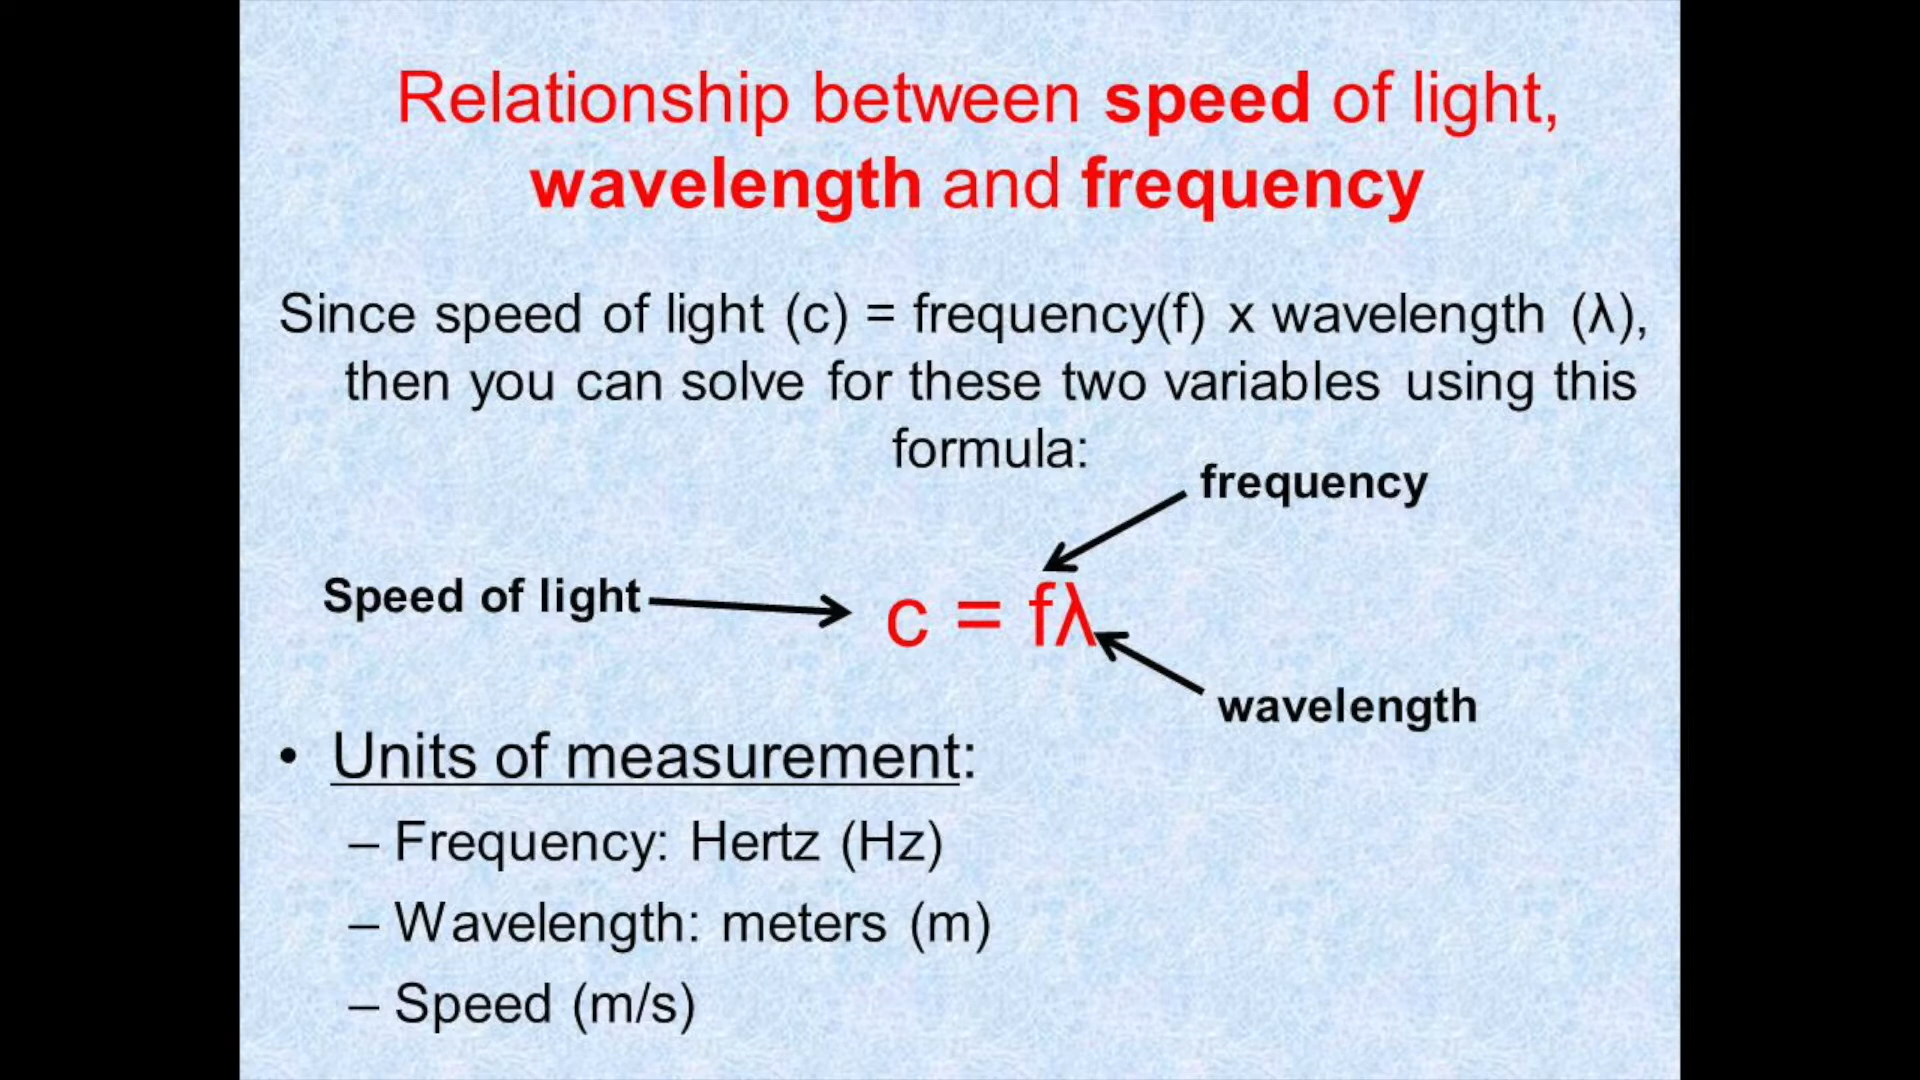 Relationship between speed of light,
wavelength and frequency
Since speed of light (c) = frequency(f) x wavelength (λ),
then you can solve for these two variables using this
formula:
frequency
Speed of light
c = fλ
wavelength
• Units of measurement:
– Frequency: Hertz (Hz)
– Wavelength: meters (m)
– Speed (m/s)